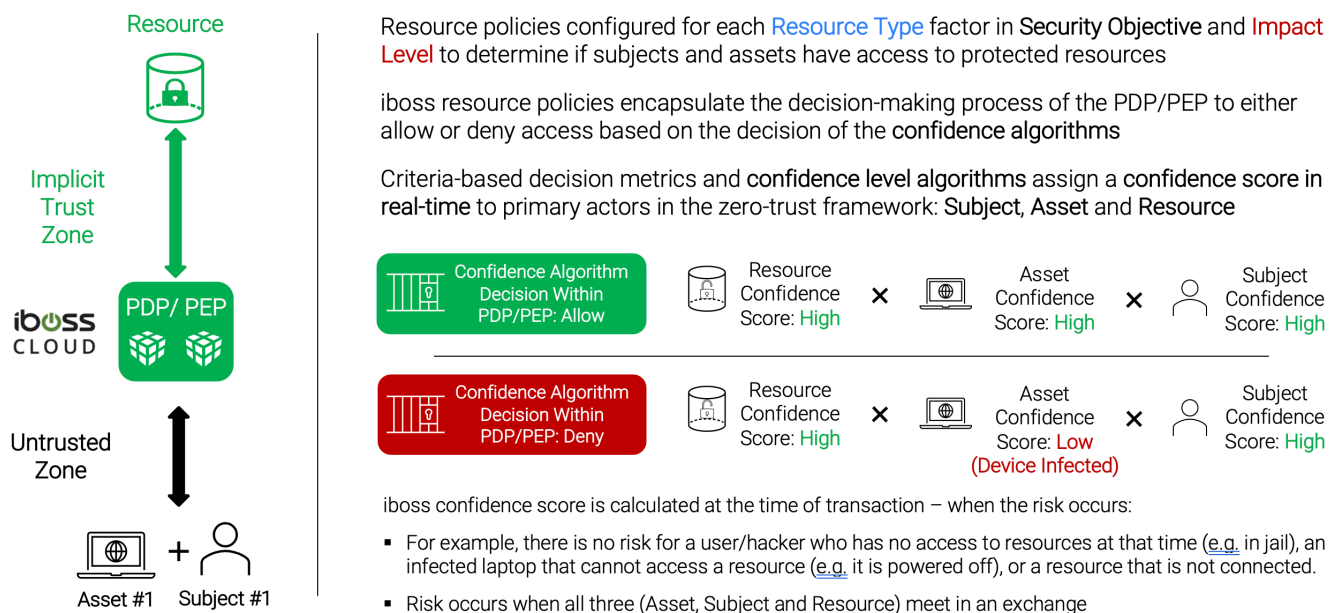 Resource
Implicit
Trust
Zone
iboss
CLOUD
PDP/ PEP
Untrusted
Zone
Asset #1
Subject #1
Resource policies configured for each Resource Type factor in Security Objective and Impact
Level to determine if subjects and assets have access to protected resources
iboss resource policies encapsulate the decision-making process of the PDP/PEP to either
allow or deny access based on the decision of the confidence algorithms
Criteria-based decision metrics and confidence level algorithms assign a confidence score in
real-time to primary actors in the zero-trust framework: Subject, Asset and Resource
Confidence Algorithm
Decision Within
PDP/PEP: Allow
Resource
Confidence
Score: High
×
Asset
Confidence
Score: High
×
Subject
Confidence
Score: High
Confidence Algorithm
Decision Within
PDP/PEP: Deny
Resource
Confidence
Score: High
×
Asset
Confidence
Score: Low
(Device Infected)
×
Subject
Confidence
Score: High
iboss confidence score is calculated at the time of transaction – when the risk occurs:
▪ For example, there is no risk for a user/hacker who has no access to resources at that time (e.g. in jail), an
infected laptop that cannot access a resource (e.g. it is powered off), or a resource that is not connected.
▪ Risk occurs when all three (Asset, Subject and Resource) meet in an exchange